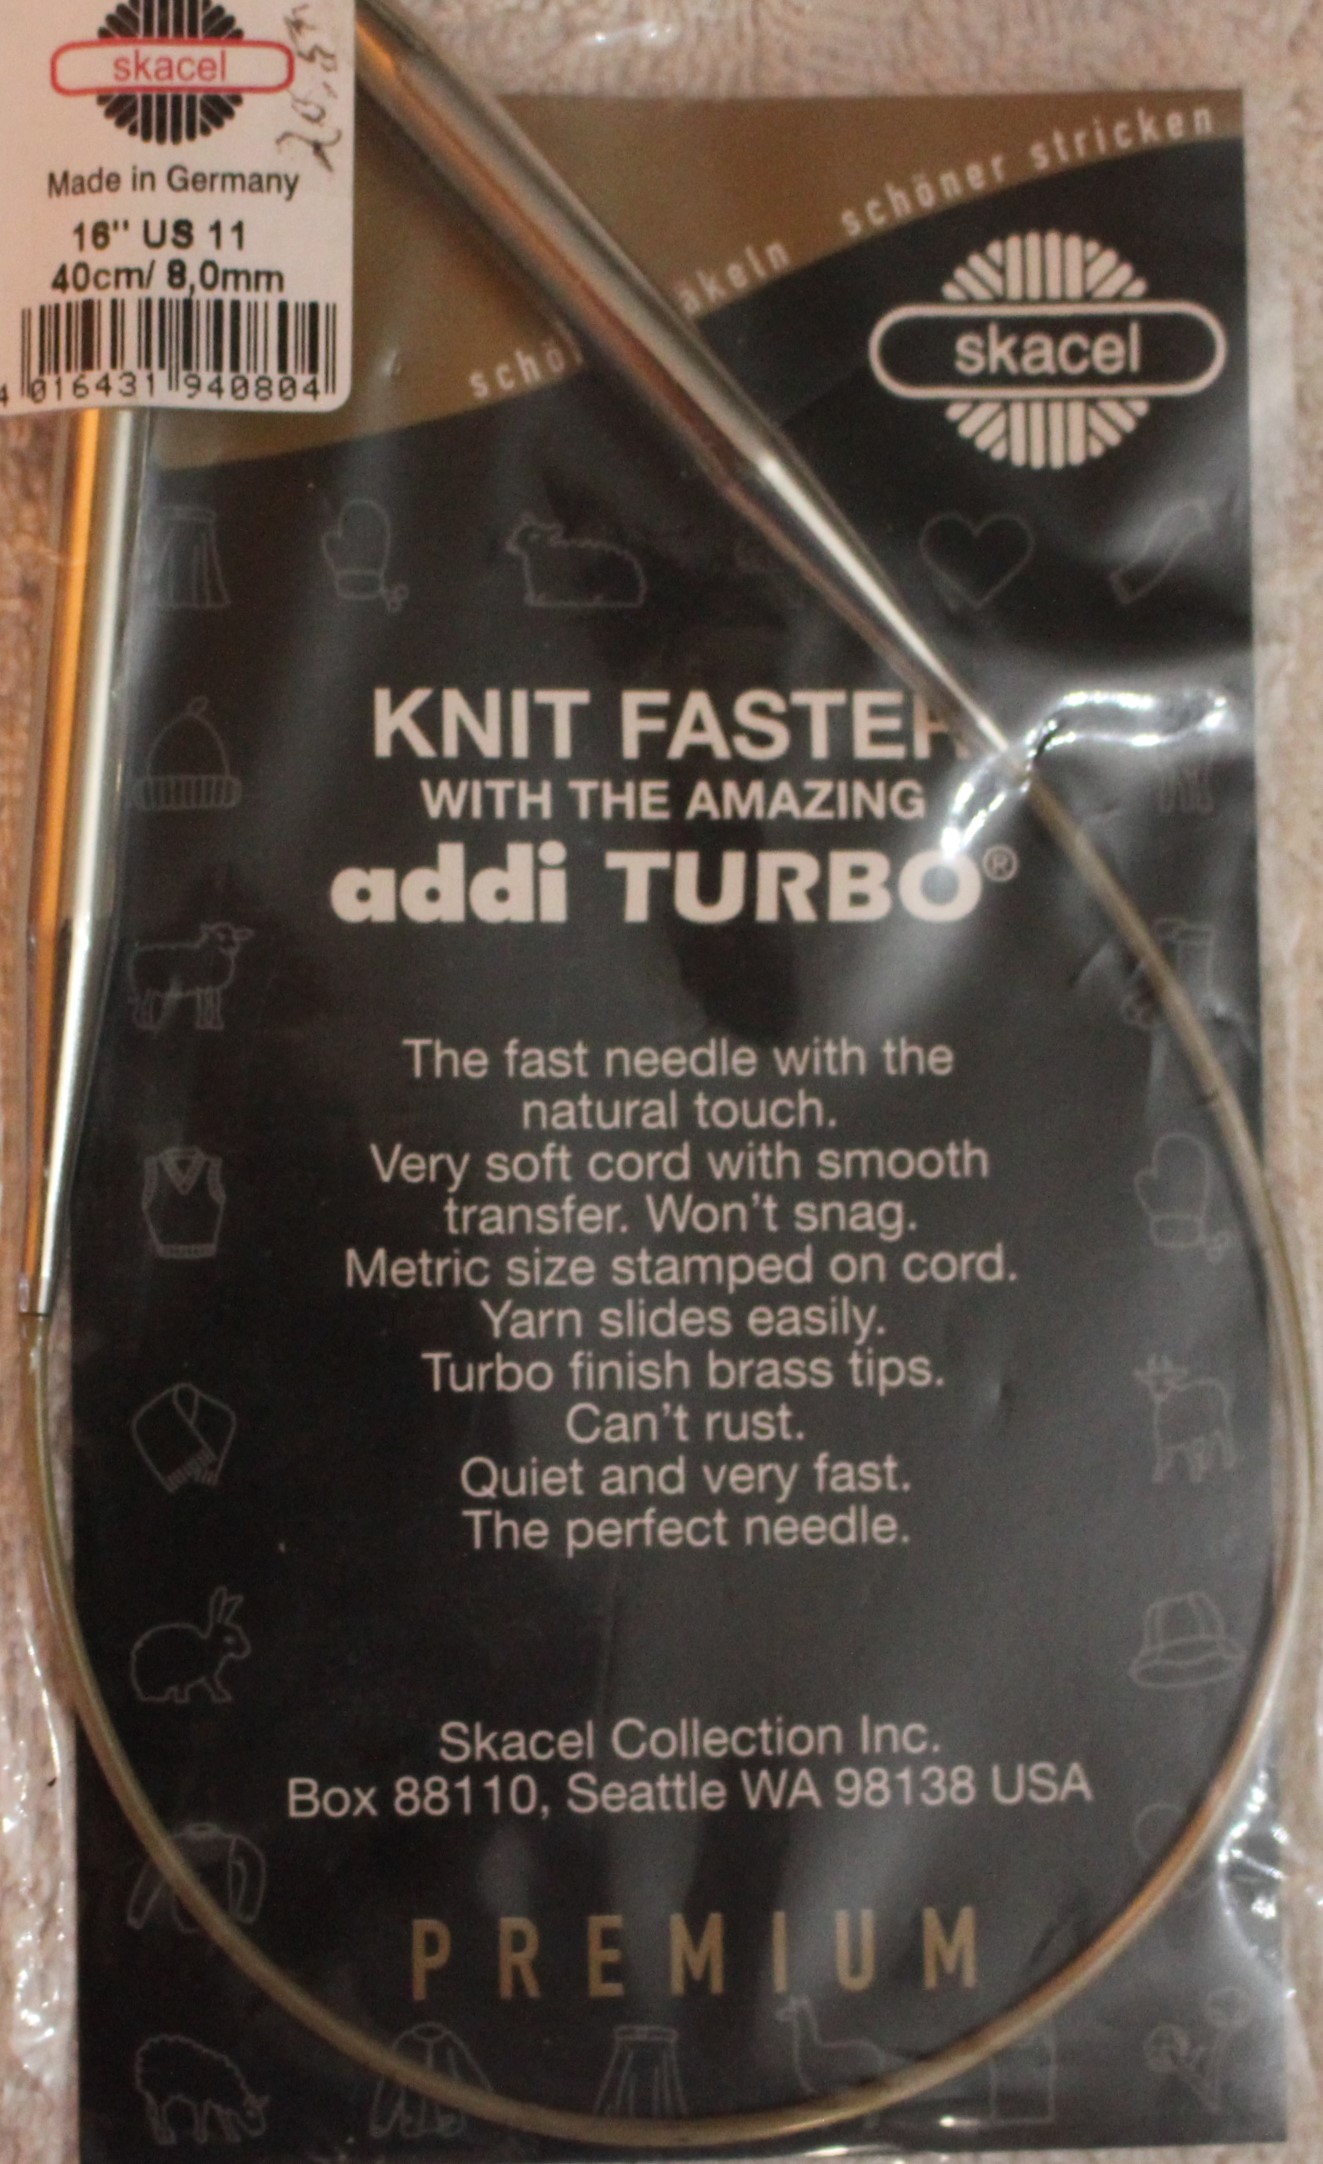 skacel
Made in Germany
16" US 11
40cm/ 8,0mm
4 016431 940804
schöner stricken
skacel
KNIT FASTER
WITH THE AMAZING
addi TURBO®
The fast needle with the
natural touch.
Very soft cord with smooth
transfer. Won't snag.
Metric size stamped on cord.
Yarn slides easily.
Turbo finish brass tips.
Can't rust.
Quiet and very fast.
The perfect needle.
Skacel Collection Inc.
Box 88110, Seattle WA 98138 USA
PREMIUM